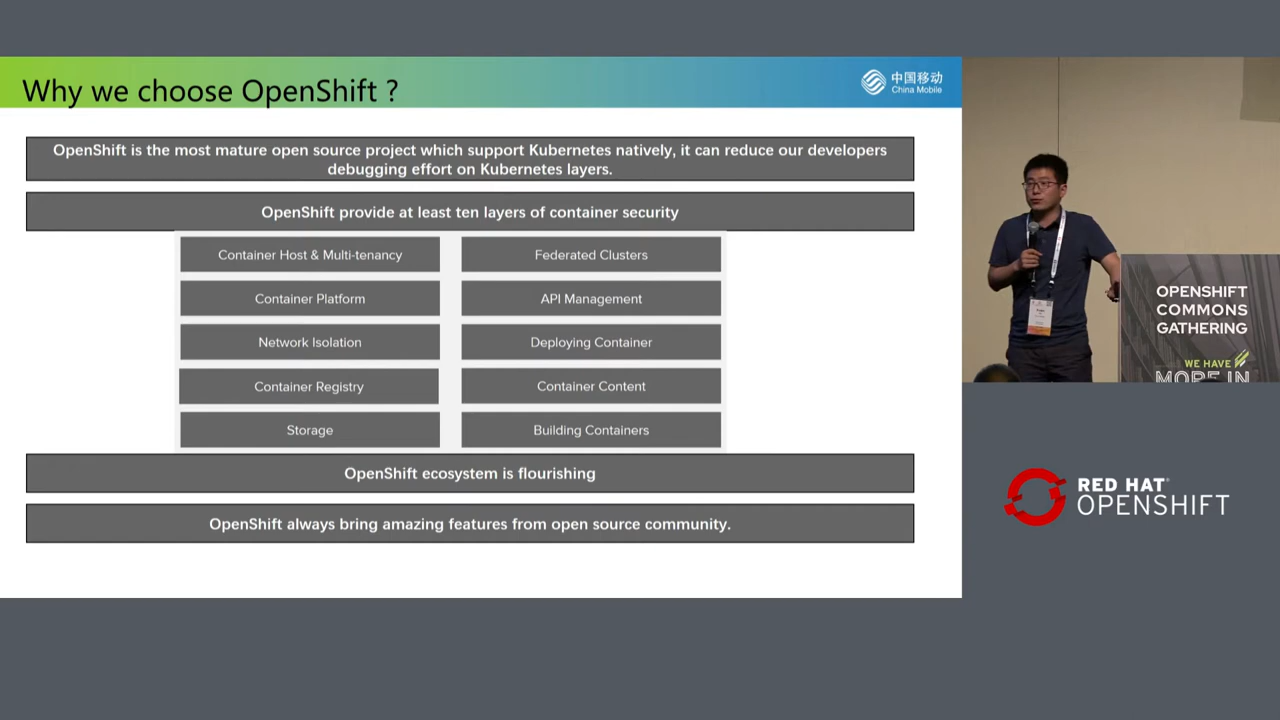 Why we choose OpenShift ?
中国移动
China Mobile
OpenShift is the most mature open source project which support Kubernetes natively, it can reduce our developers
debugging effort on Kubernetes layers.
OpenShift provide at least ten layers of container security
Container Host & Multi-tenancy
Federated Clusters
Container Platform
API Management
Network Isolation
Deploying Container
Container Registry
Container Content
Storage
Building Containers
OpenShift ecosystem is flourishing
OpenShift always bring amazing features from open source community.
OPENSHIFT
COMMONS
GATHERING
WE HAVE
MORE IN
RED HAT®
OPENSHIFT